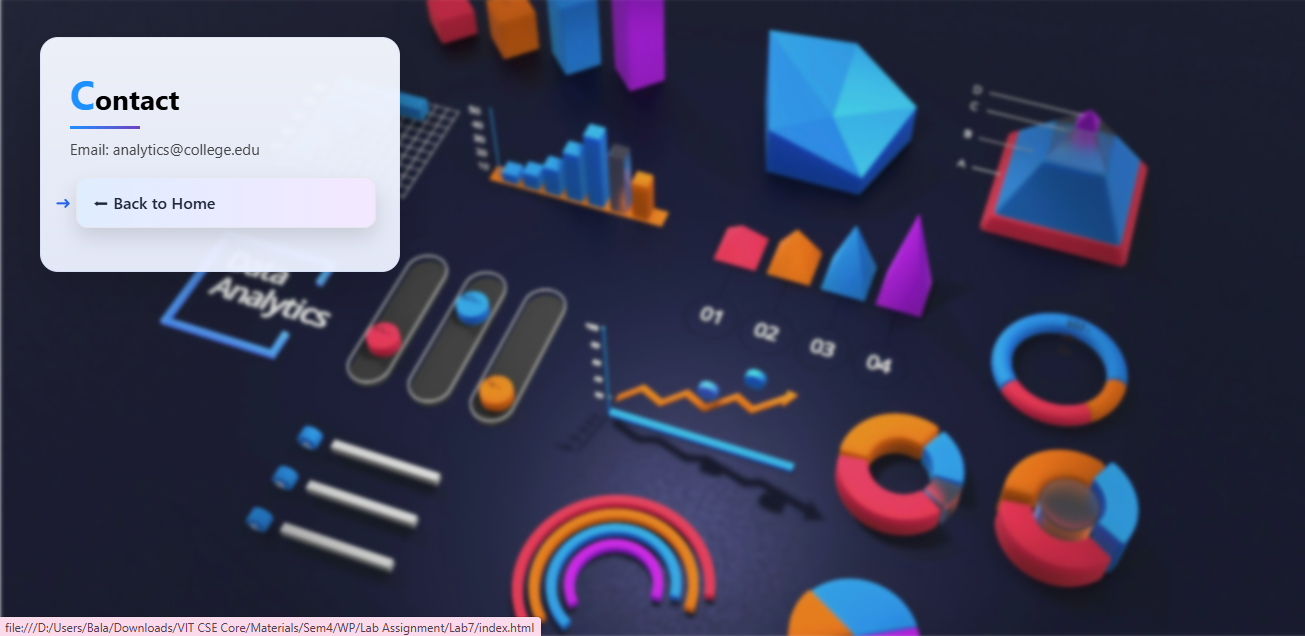 Contact
Email: analytics@college.edu
→
⬅ Back to Home
D
C
B
A
Data
Analytics
01
02
03
04
file:///D:/Users/Bala/Downloads/VIT CSE Core/Materials/Sem4/WP/Lab Assignment/Lab7/index.html